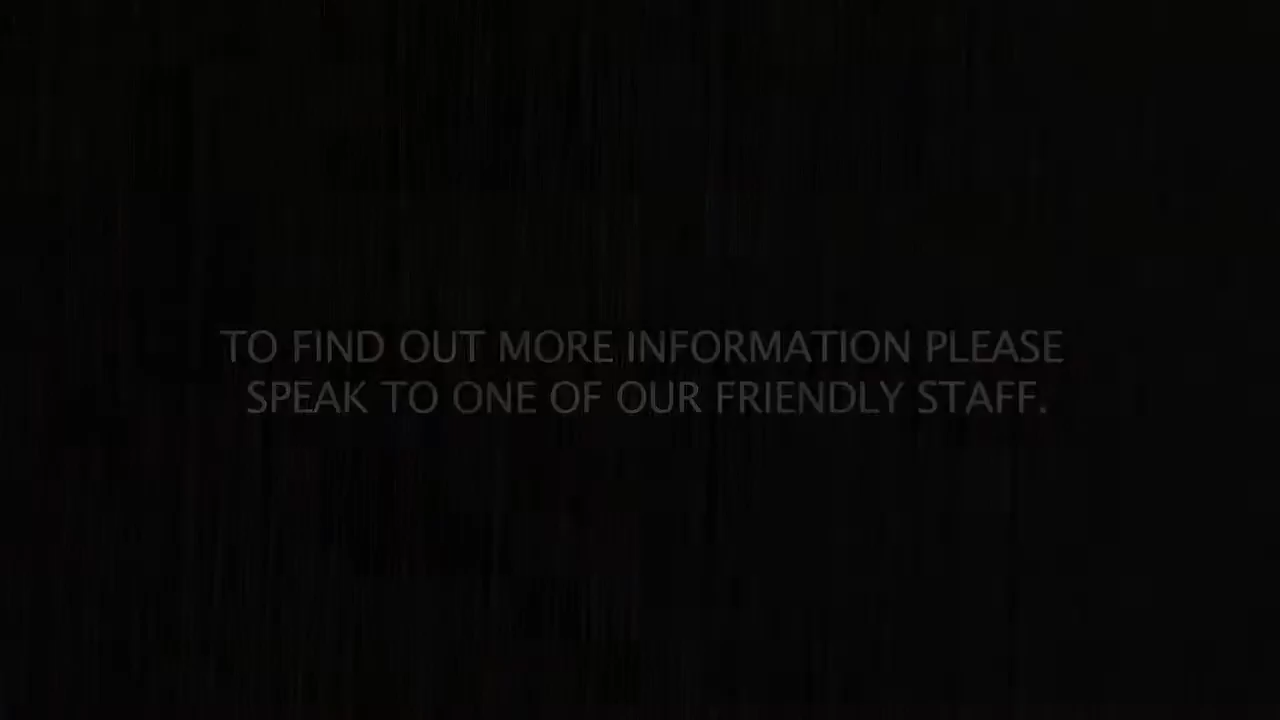 TO FIND OUT MORE INFORMATION PLEASE
SPEAK TO ONE OF OUR FRIENDLY STAFF.